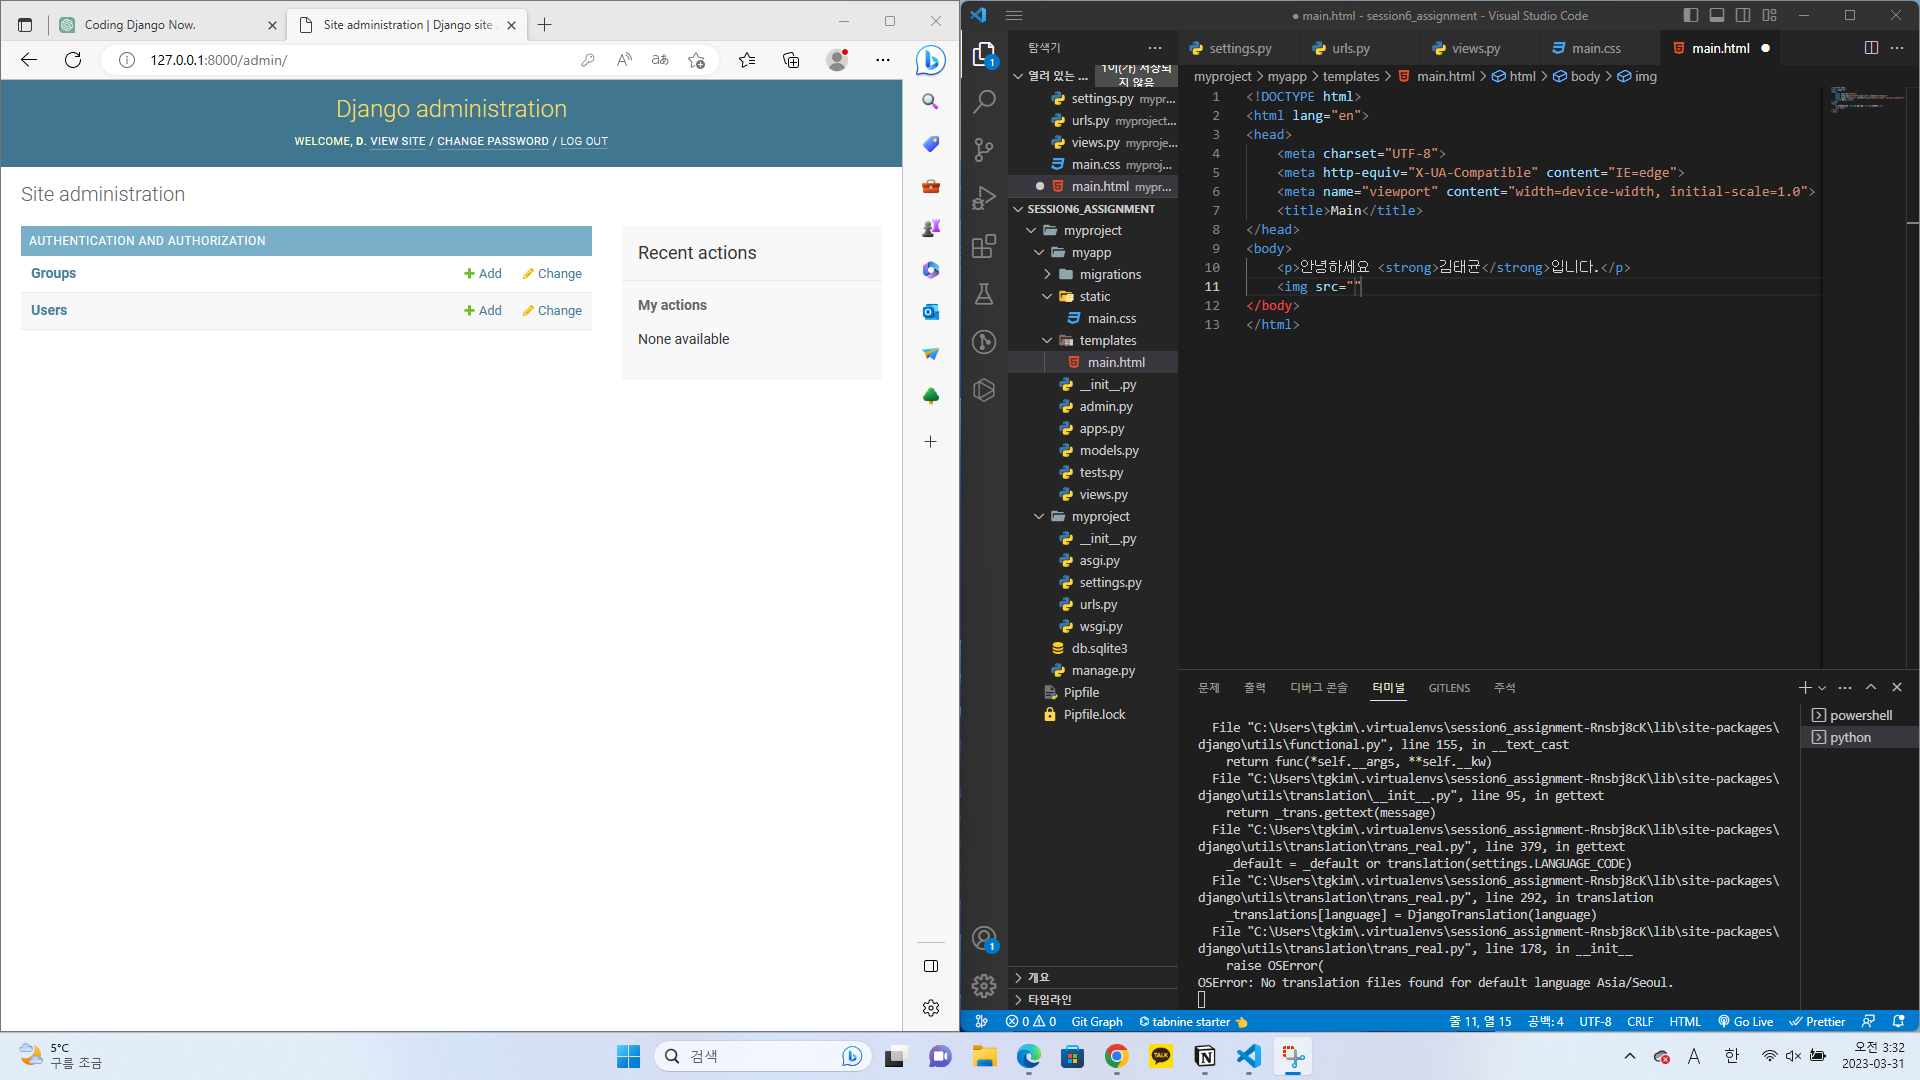 Coding Django Now.
Site administration | Django site
127.0.0.1:8000/admin/
Django administration
WELCOME, D. VIEW SITE / CHANGE PASSWORD / LOG OUT
Site administration
AUTHENTICATION AND AUTHORIZATION
Groups
Add
Change
Users
Add
Change
Recent actions
My actions
None available
● main.html - session6_assignment - Visual Studio Code
탐색기
열려 있는 ...
1이(가) 저장되지 않음
settings.py mypr...
urls.py myproject...
views.py myproje...
main.css myproj...
main.html mypr...
SESSION6_ASSIGNMENT
myproject
myapp
migrations
static
main.css
templates
main.html
__init__.py
admin.py
apps.py
models.py
tests.py
views.py
myproject
__init__.py
asgi.py
settings.py
urls.py
wsgi.py
db.sqlite3
manage.py
Pipfile
Pipfile.lock
개요
타임라인
settings.py
urls.py
views.py
main.css
main.html
myproject > myapp > templates > main.html > html > body > img
1 <!DOCTYPE html>
2 <html lang="en">
3 <head>
4 <meta charset="UTF-8">
5 <meta http-equiv="X-UA-Compatible" content="IE=edge">
6 <meta name="viewport" content="width=device-width, initial-scale=1.0">
7 <title>Main</title>
8 </head>
9 <body>
10 <p>안녕하세요 <strong>김태균</strong>입니다.</p>
11 <img src=""
12 </body>
13 </html>
문제 출력 디버그 콘솔 터미널 GITLENS 주석
powershell
python
File "C:\Users\tgkim\.virtualenvs\session6_assignment-Rnsbj8cK\lib\site-packages\
django\utils\functional.py", line 155, in __text_cast
return func(*self.__args, **self.__kw)
File "C:\Users\tgkim\.virtualenvs\session6_assignment-Rnsbj8cK\lib\site-packages\
django\utils\translation\__init__.py", line 95, in gettext
return _trans.gettext(message)
File "C:\Users\tgkim\.virtualenvs\session6_assignment-Rnsbj8cK\lib\site-packages\
django\utils\translation\trans_real.py", line 379, in gettext
_default = _default or translation(settings.LANGUAGE_CODE)
File "C:\Users\tgkim\.virtualenvs\session6_assignment-Rnsbj8cK\lib\site-packages\
django\utils\translation\trans_real.py", line 292, in translation
_translations[language] = DjangoTranslation(language)
File "C:\Users\tgkim\.virtualenvs\session6_assignment-Rnsbj8cK\lib\site-packages\
django\utils\translation\trans_real.py", line 178, in __init__
raise OSError(
OSError: No translation files found for default language Asia/Seoul.
0 0 Git Graph tabnine starter
줄 11, 열 15 공백: 4 UTF-8 CRLF HTML Go Live Prettier
5°C
구름 조금
검색
TALK
A 한
오전 3:32
2023-03-31